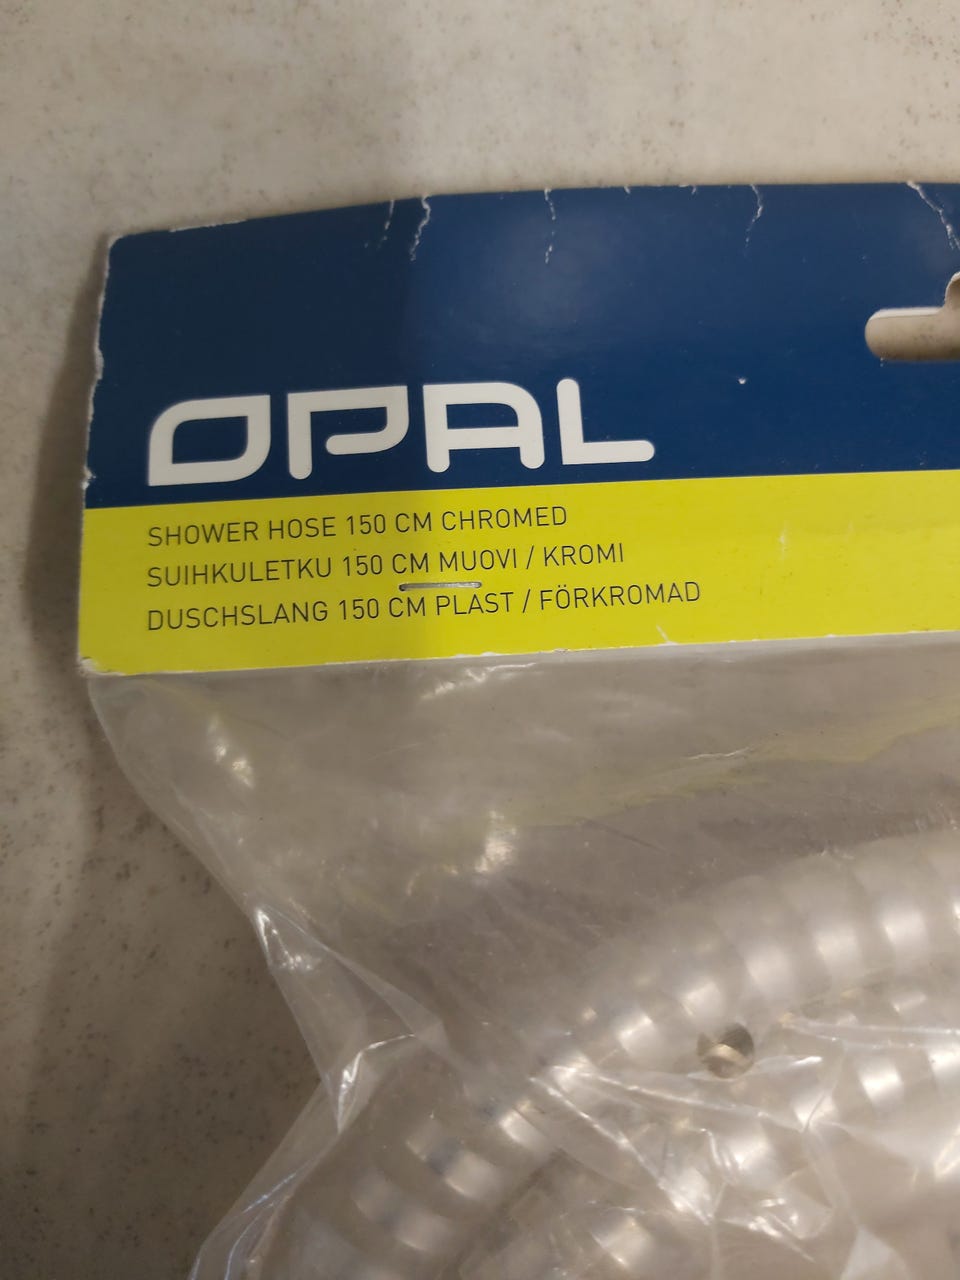 OPAL
SHOWER HOSE 150 CM CHROMED
SUIHKULETKU 150 CM MUOVI / KROMI
DUSCHSLANG 150 CM PLAST / FÖRKROMAD